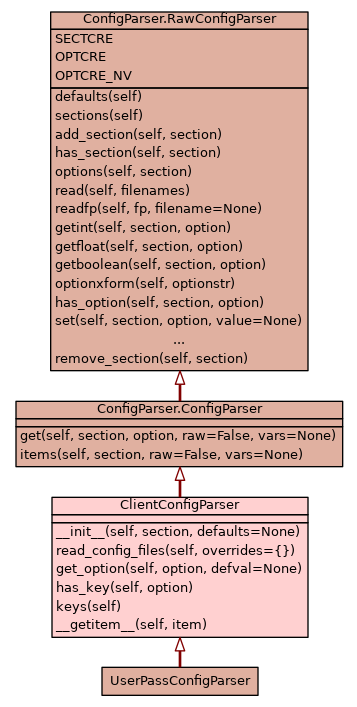 ConfigParser.RawConfigParser
SECTCRE
OPTCRE
OPTCRE_NV
defaults(self)
sections(self)
add_section(self, section)
has_section(self, section)
options(self, section)
read(self, filenames)
readfp(self, fp, filename=None)
getint(self, section, option)
getfloat(self, section, option)
getboolean(self, section, option)
optionxform(self, optionstr)
has_option(self, section, option)
set(self, section, option, value=None)
...
remove_section(self, section)
ConfigParser.ConfigParser
get(self, section, option, raw=False, vars=None)
items(self, section, raw=False, vars=None)
ClientConfigParser
__init__(self, section, defaults=None)
read_config_files(self, overrides={})
get_option(self, option, defval=None)
has_key(self, option)
keys(self)
__getitem__(self, item)
UserPassConfigParser